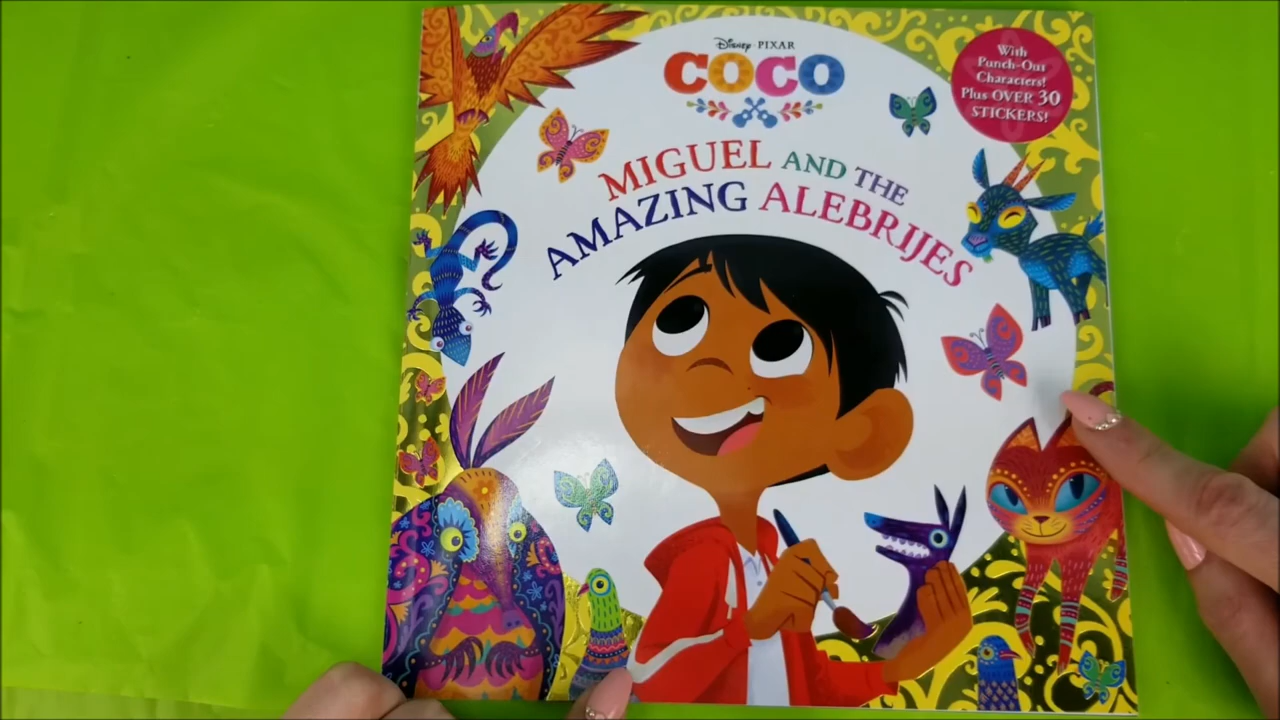 Disney · PIXAR
COCO
MIGUEL AND THE
AMAZING ALEBRIJES
With
Punch-Out
Characters!
Plus OVER 30
STICKERS!